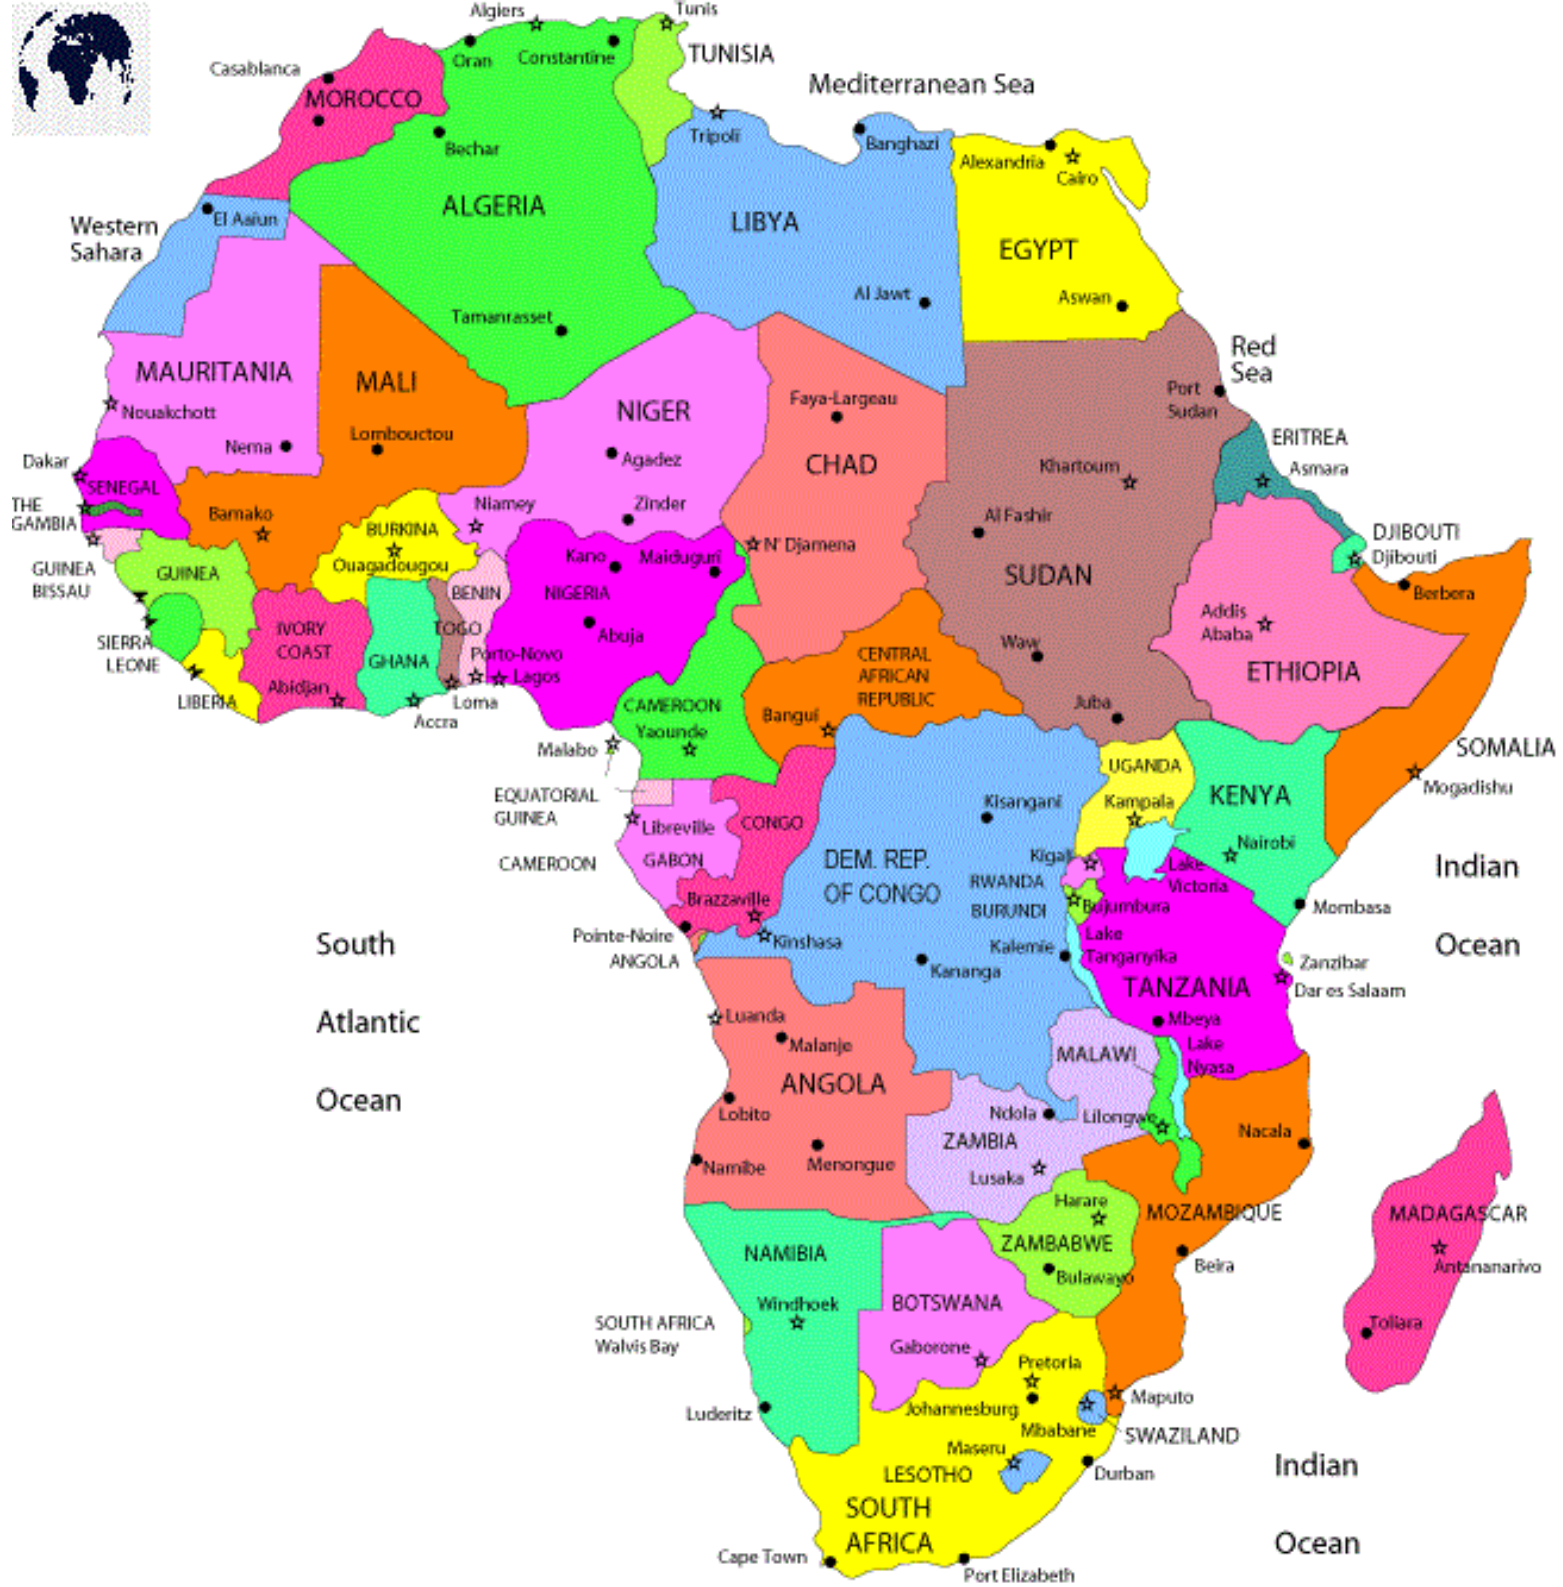 Algiers
Tunis
Oran
Constantine
TUNISIA
Casablanca
MOROCCO
Mediterranean Sea
Tripoli
Banghazi
Bechar
Alexandria
Cairo
ALGERIA
LIBYA
EGYPT
Western
Sahara
El Aaiun
Al Jawt
Aswan
Tamanrasset
Red
Sea
MAURITANIA
MALI
NIGER
Faya-Largeau
Port
Sudan
Nouakchott
Nema
Lombouctou
Agadez
CHAD
Khartoum
ERITREA
Asmara
Dakar
SENEGAL
THE
GAMBIA
Bamako
BURKINA
Ouagadougou
Niamey
Zinder
N' Djamena
Al Fashir
DJIBOUTI
Djibouti
GUINEA
BISSAU
GUINEA
Kano
Maiduguri
BENIN
NIGERIA
SUDAN
Berbera
Abuja
Addis
Ababa
SIERRA
LEONE
IVORY
COAST
GHANA
TOGO
Porto-Novo
Lagos
Waw
CENTRAL
AFRICAN
REPUBLIC
ETHIOPIA
LIBERIA
Abidjan
Accra
Loma
CAMEROON
Yaounde
Bangui
Juba
Malabo
SOMALIA
Mogadishu
EQUATORIAL
GUINEA
Libreville
CONGO
Kisangani
UGANDA
Kampala
KENYA
Nairobi
CAMEROON
GABON
DEM. REP.
OF CONGO
Kigali
RWANDA
BURUNDI
Lake
Victoria
Indian
Ocean
Brazzaville
Bujumbura
Mombasa
Pointe-Noire
ANGOLA
Kinshasa
Kananga
Kalemie
Lake
Tanganyika
Zanzibar
Dar es Salaam
TANZANIA
South
Atlantic
Ocean
Luanda
Malanje
Mbeya
Lake
Nyasa
MALAWI
ANGOLA
Lobito
Ndola
Lilongwe
Nacala
ZAMBIA
Namibe
Menongue
Lusaka
Harare
MOZAMBIQUE
MADAGASCAR
Antananarivo
NAMIBIA
ZAMBABWE
Bulawayo
Beira
Windhoek
BOTSWANA
Toliara
SOUTH AFRICA
Walvis Bay
Gaborone
Pretoria
Luderitz
Johannesburg
Maputo
Mbabane
SWAZILAND
Maseru
LESOTHO
Durban
Indian
Ocean
SOUTH
AFRICA
Cape Town
Port Elizabeth